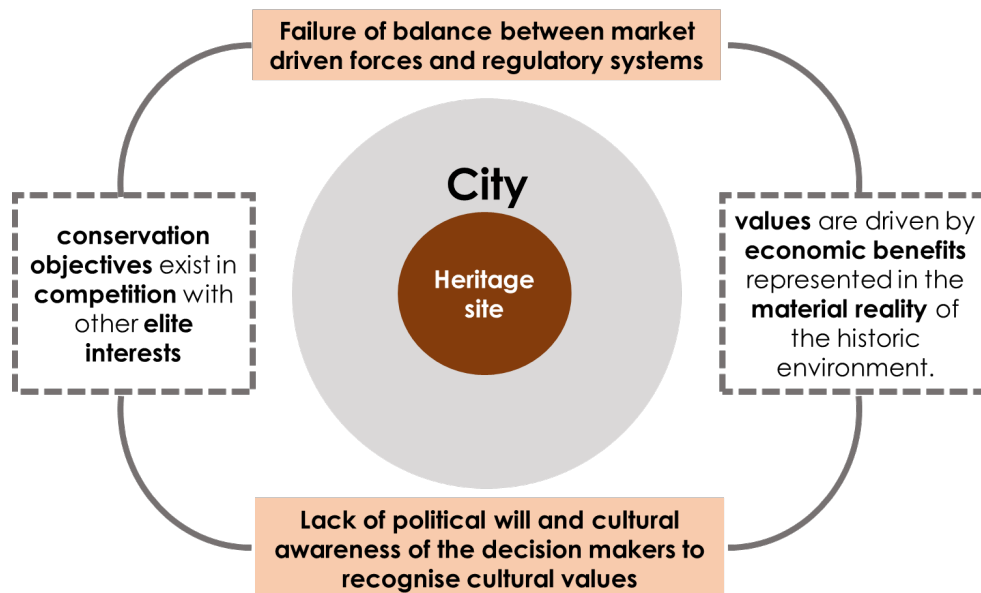 Failure of balance between market
driven forces and regulatory systems
City
Heritage
site
conservation
objectives exist in
competition with
other elite
interests
values are driven by
economic benefits
represented in the
material reality of
the historic
environment.
Lack of political will and cultural
awareness of the decision makers to
recognise cultural values